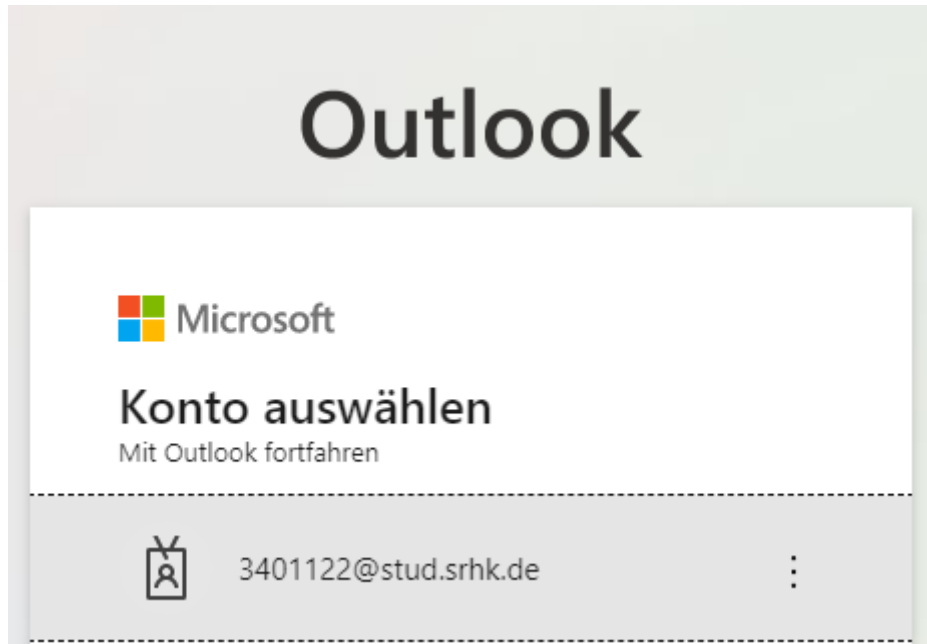 Outlook
Microsoft
Konto auswählen
Mit Outlook fortfahren
3401122@stud.srhk.de